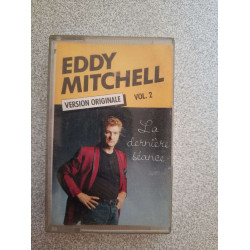 EDDY
MITCHELL
VERSION ORIGINALE
VOL. 2
La
dernière
séance